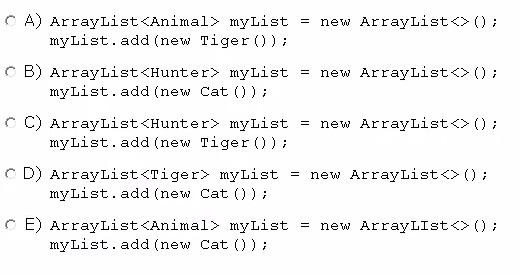 A) ArrayList<Animal> myList = new ArrayList<>();
myList.add(new Tiger());
B) ArrayList<Hunter> myList = new ArrayList<>();
myList.add(new Cat());
C) ArrayList<Hunter> myList = new ArrayList<>();
myList.add(new Tiger());
D) ArrayList<Tiger> myList = new ArrayList<>();
myList.add(new Cat());
E) ArrayList<Animal> myList = new ArrayLIst<>();
myList.add(new Cat());